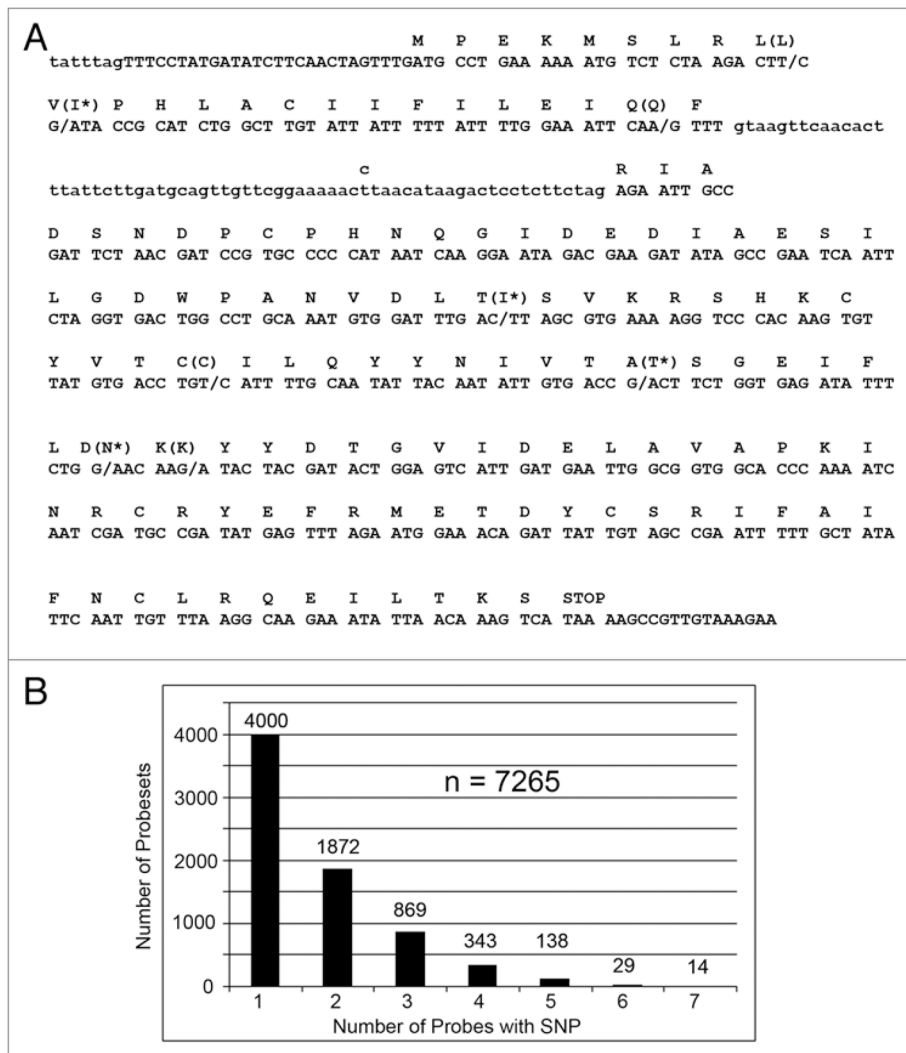 A
M P E K M S L R L(L)
tatttagTTTCCTATGATATCTTCAACTAGTTTGATG CCT GAA AAA ATG TCT CTA AGA CTT/C
V(I*) P H L A C I I F I L E I Q(Q) F
G/ATA CCG CAT CTG GCT TGT ATT ATT TTT ATT TTG GAA ATT CAA/G TTT gtaagttcaacact
c R I A
ttattcttgatgcagttgttcggaaaaacttaacataagactcctcttctag AGA ATT GCC
D S N D P C P H N Q G I D E D I A E S I
GAT TCT AAC GAT CCG TGC CCC CAT AAT CAA GGA ATA GAC GAA GAT ATA GCC GAA TCA ATT
L G D W P A N V D L T(I*) S V K R S H K C
CTA GGT GAC TGG CCT GCA AAT GTG GAT TTG AC/TT AGC GTG AAA AGG TCC CAC AAG TGT
Y V T C(C) I L Q Y Y N I V T A(T*) S G E I F
TAT GTG ACC TGT/C ATT TTG CAA TAT TAC AAT ATT GTG ACC G/ACT TCT GGT GAG ATA TTT
L D(N*) K(K) Y Y D T G V I D E L A V A P K I
CTG G/AAC AAG/A TAC TAC GAT ACT GGA GTC ATT GAT GAA TTG GCG GTG GCA CCC AAA ATC
N R C R Y E F R M E T D Y C S R I F A I
AAT CGA TGC CGA TAT GAG TTT AGA ATG GAA ACA GAT TAT TGT AGC CGA ATT TTT GCT ATA
F N C L R Q E I L T K S STOP
TTC AAT TGT TTA AGG CAA GAA ATA TTA ACA AAG TCA TAA AAGCCGTTGTAAAGAA
B
4000
n = 7265
1872
869
343
138
29
14
4000
3000
2000
1000
0
1 2 3 4 5 6 7
Number of Probesets
Number of Probes with SNP